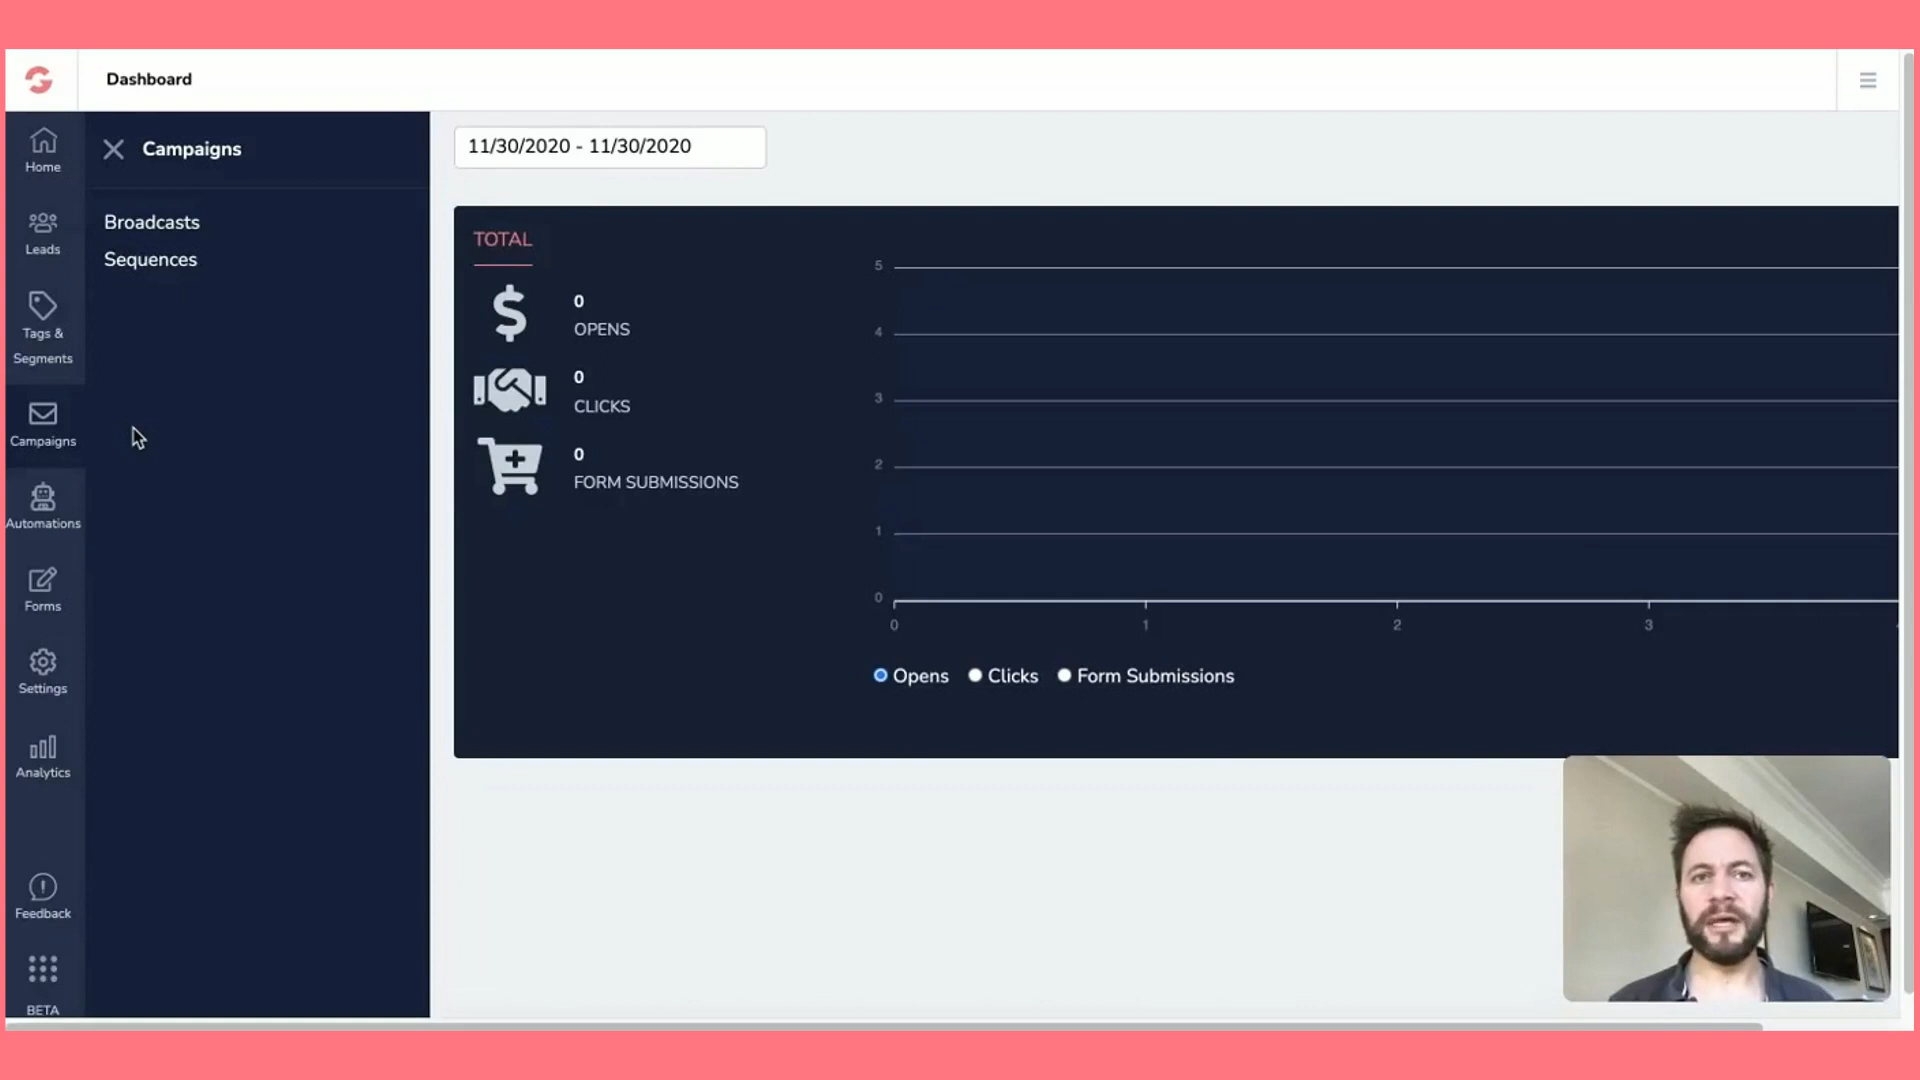 Dashboard
Home
Leads
Tags &
Segments
Campaigns
Automations
Forms
Settings
Analytics
Feedback
BETA
Campaigns
Broadcasts
Sequences
11/30/2020 - 11/30/2020
TOTAL
0
OPENS
0
CLICKS
0
FORM SUBMISSIONS
5
4
3
2
1
0
0 1 2 3
Opens Clicks Form Submissions